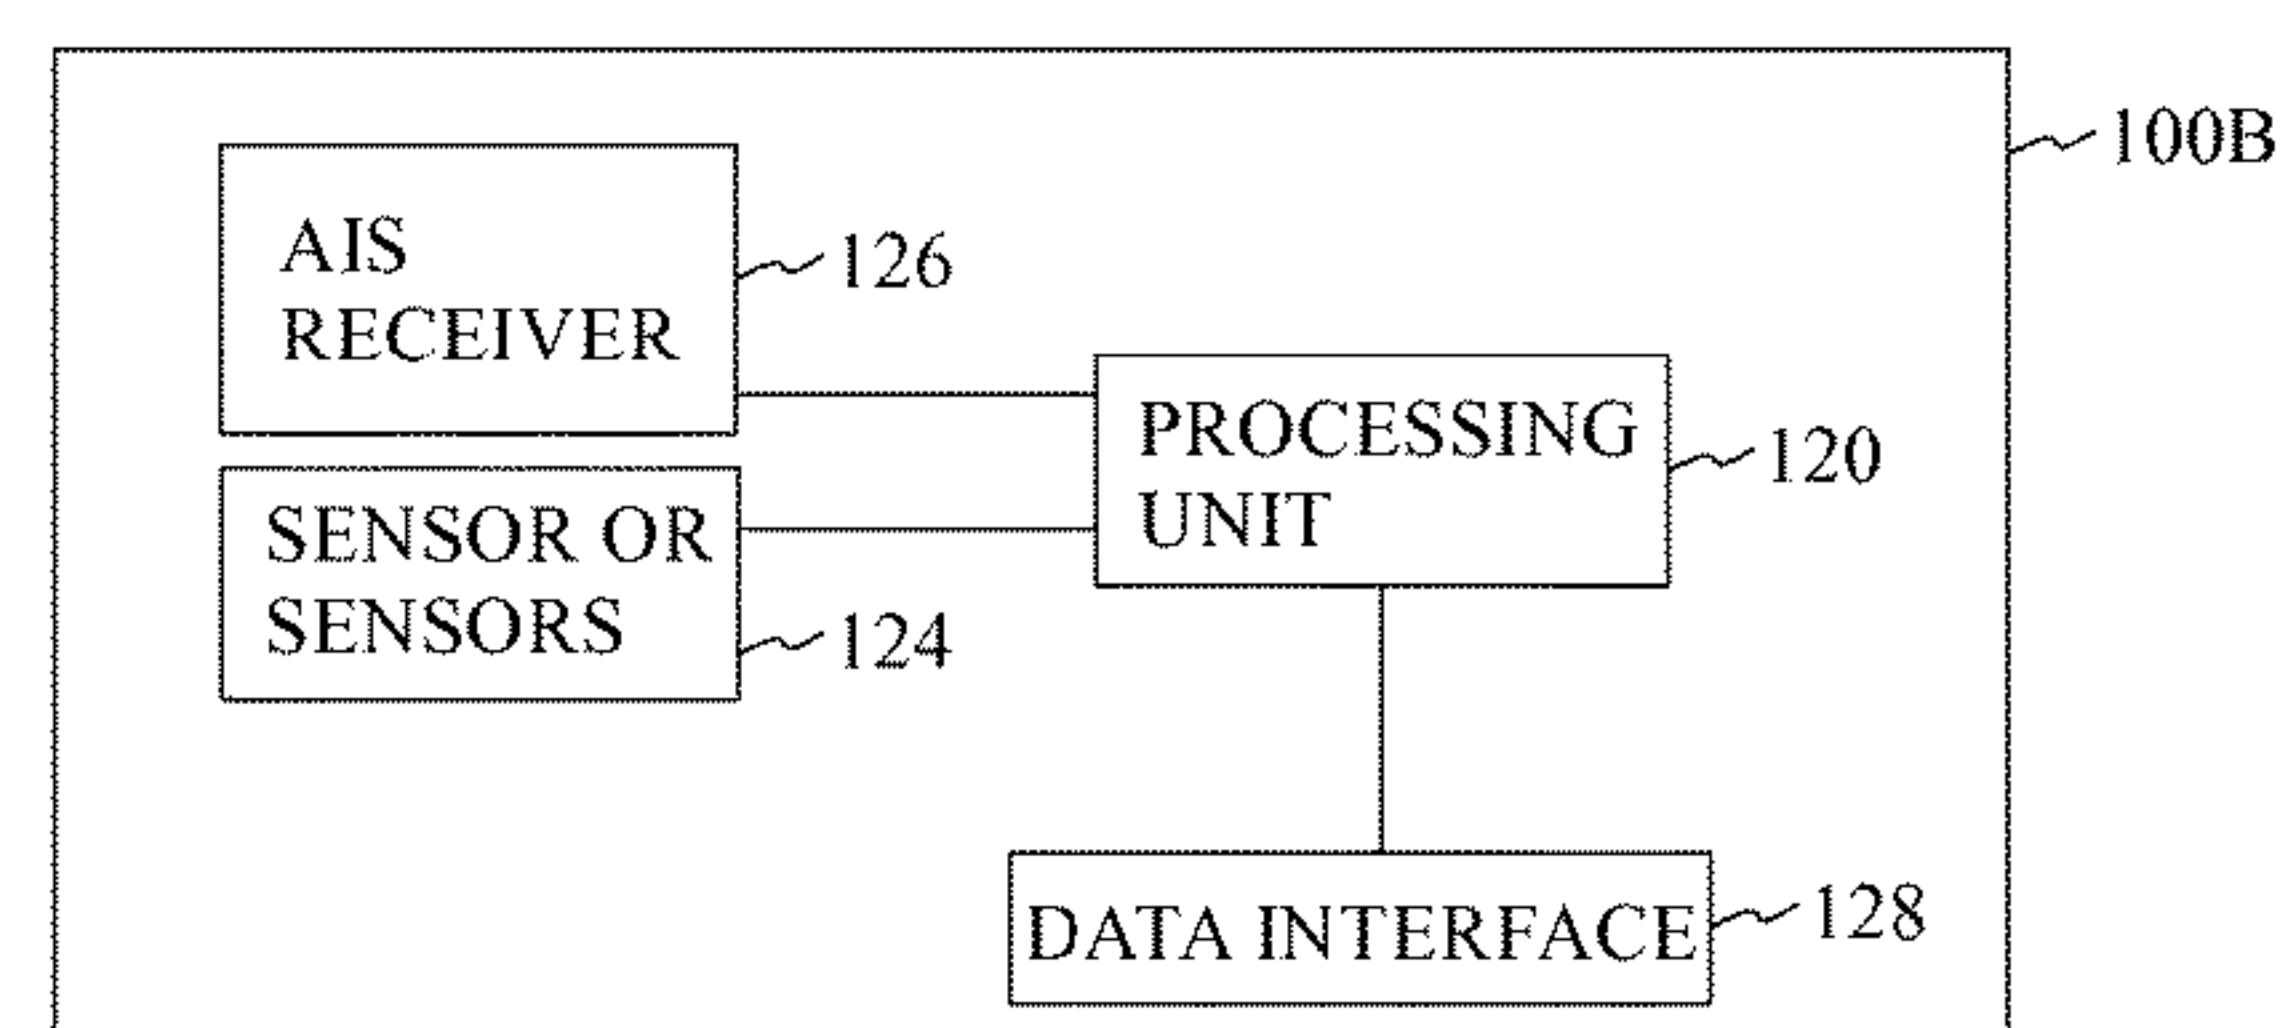 100B
AIS
RECEIVER
126
PROCESSING
UNIT
120
SENSOR OR
SENSORS
124
DATA INTERFACE
128